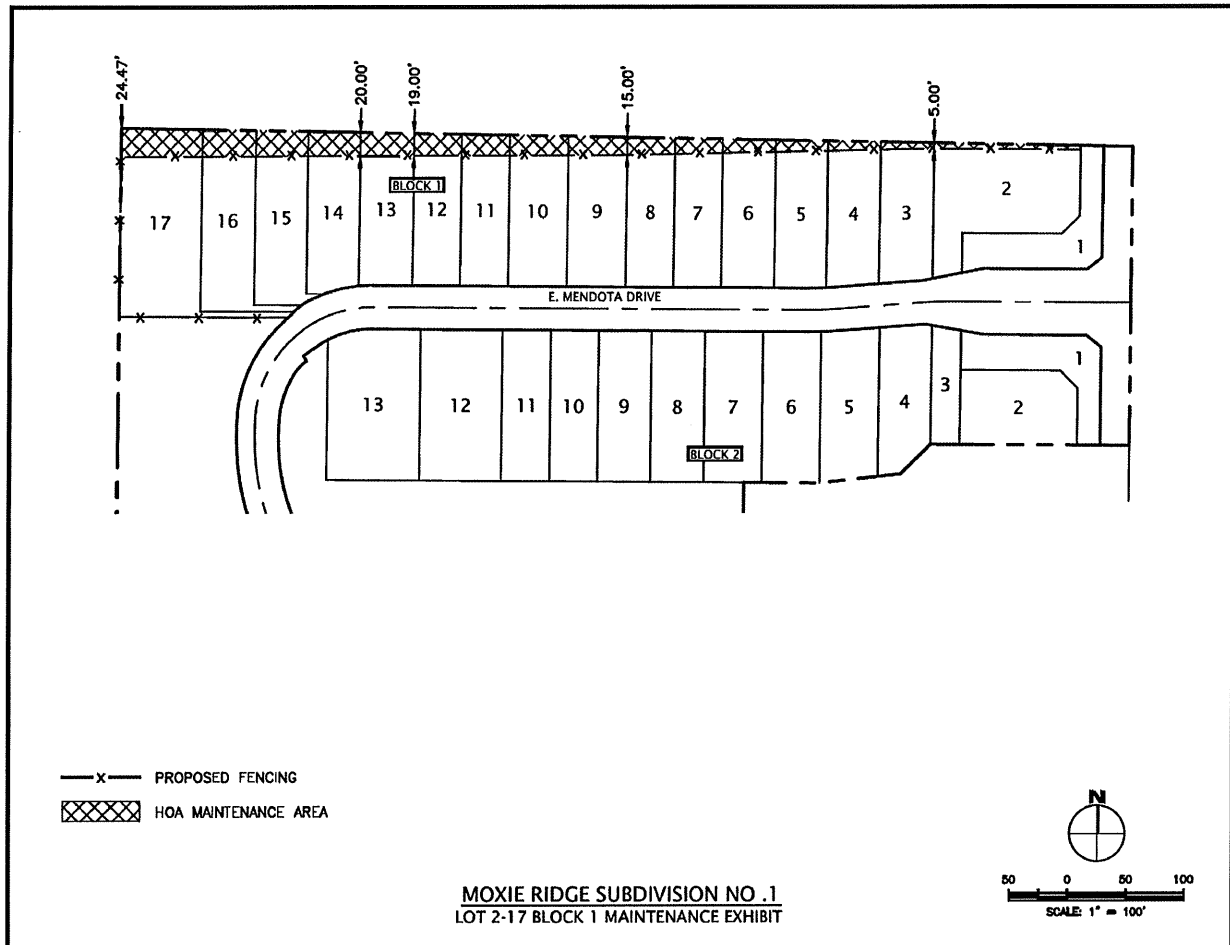 24.47' 20.00' 19.00' 15.00' 5.00'
BLOCK 1
17 16 15 14 13 12 11 10 9 8 7 6 5 4 3 2
1
E. MENDOTA DRIVE
13 12 11 10 9 8 7 6 5 4 3 2
1
BLOCK 2
X PROPOSED FENCING
HOA MAINTENANCE AREA
N
50 0 50 100
SCALE: 1" = 100'
MOXIE RIDGE SUBDIVISION NO .1
LOT 2-17 BLOCK 1 MAINTENANCE EXHIBIT